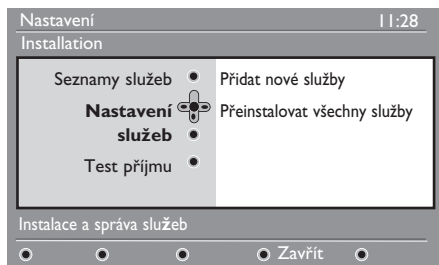 Nastavení 11:28
Installation
Seznamy služeb Přidat nové služby
Nastavení Přeinstalovat všechny služby
služeb
Test příjmu
Instalace a správa služeb
Zavřít